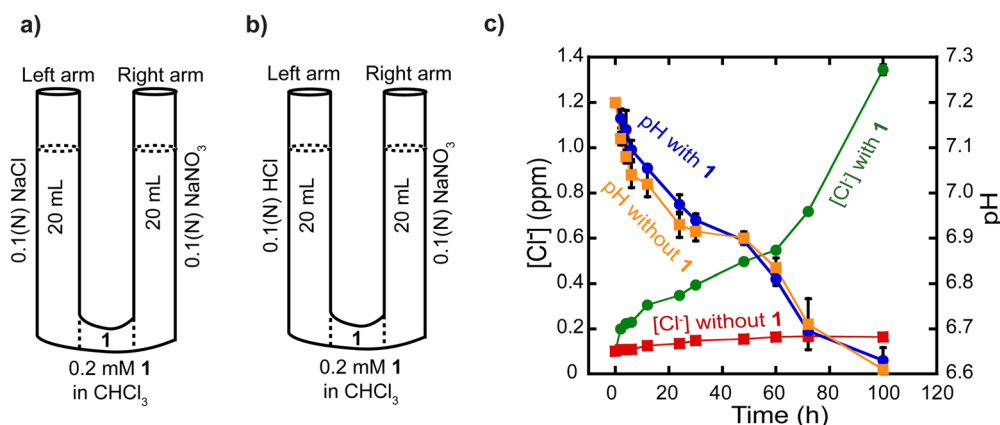 a)
Left arm
Right arm
0.1(N) NaCl
20 mL
20 mL
0.1(N) NaNO3
1
0.2 mM 1
in CHCl3
b)
Left arm
Right arm
0.1(N) HCl
20 mL
20 mL
0.1(N) NaNO3
1
0.2 mM 1
in CHCl3
c)
[Cl-] (ppm)
1.4
1.2
1.0
0.8
0.6
0.4
0.2
0
pH with 1
pH without 1
[Cl-] with 1
[Cl-] without 1
7.3
7.2
7.1
7.0
6.9
6.8
6.7
6.6
pH
0 20 40 60 80 100 120
Time (h)